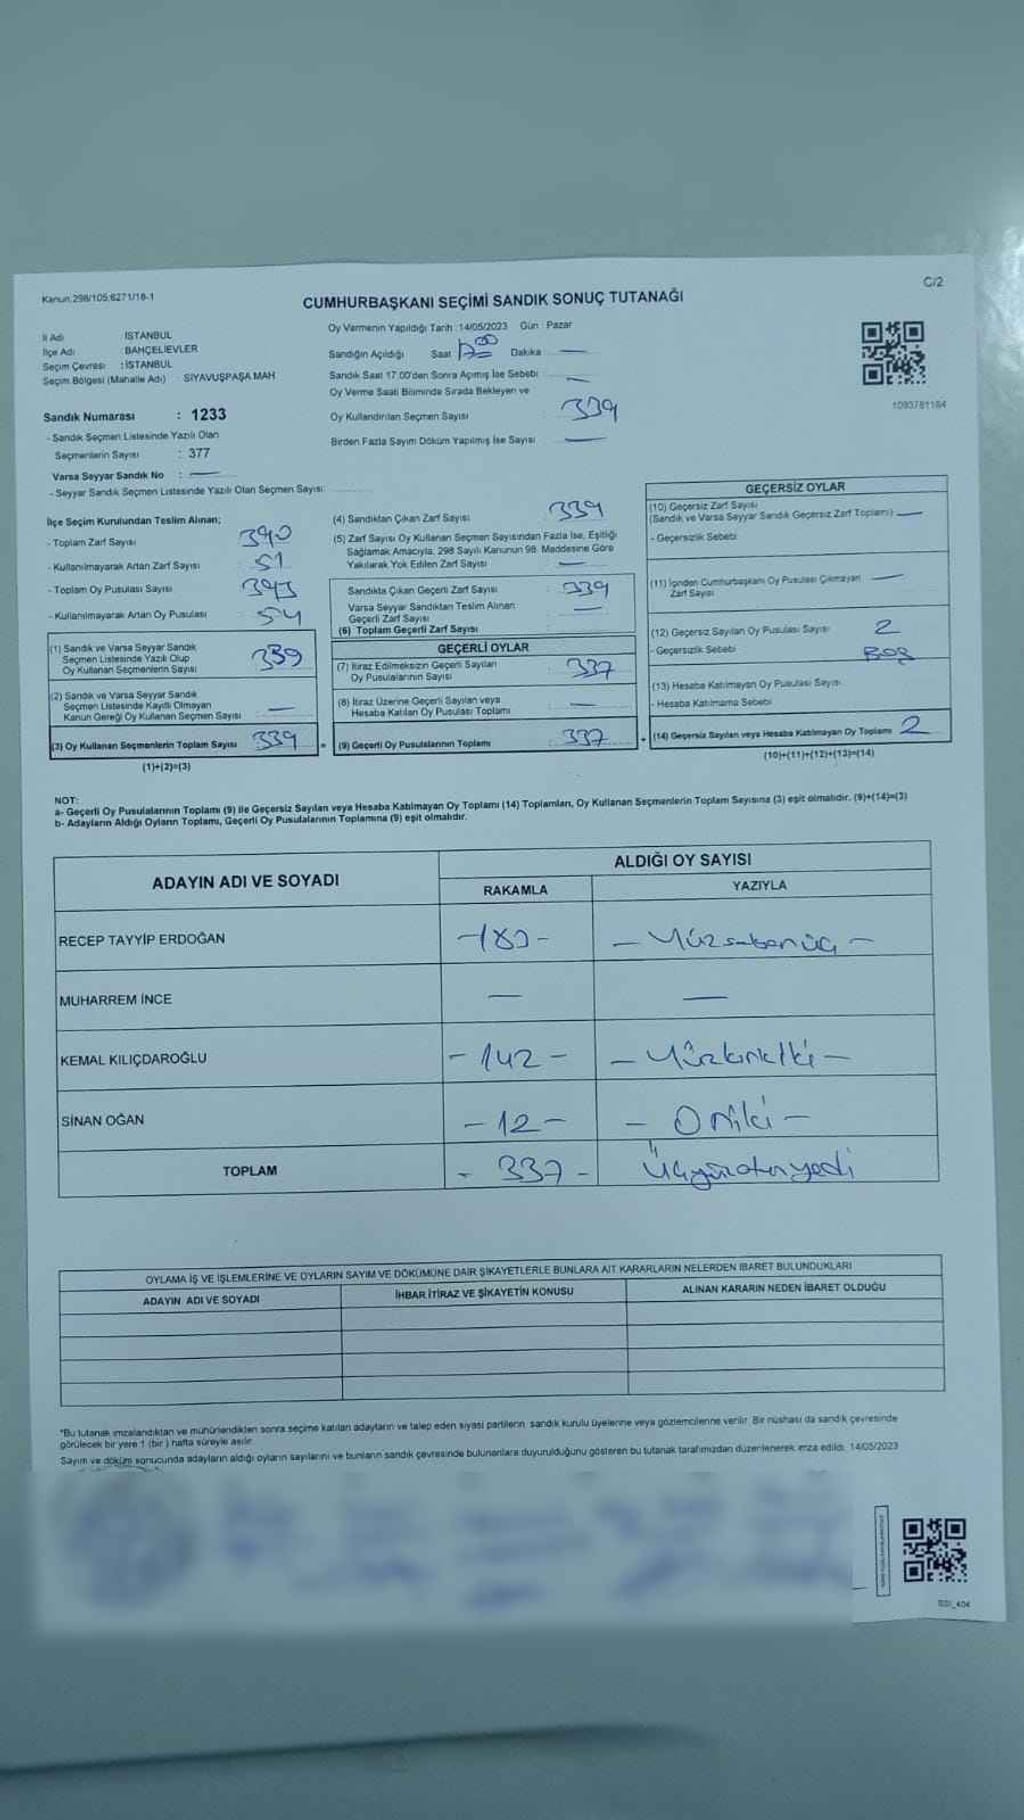 Kanun:298/105;6271/18-1
C/2
CUMHURBAŞKANI SEÇİMİ SANDIK SONUÇ TUTANAĞI
İl Adı : İSTANBUL
İlçe Adı : BAHÇELİEVLER
Seçim Çevresi : İSTANBUL
Seçim Bölgesi (Mahalle Adı) SİYAVUŞPAŞA MAH
Sandık Numarası : 1233
- Sandık Seçmen Listesinde Yazılı Olan
Seçmenlerin Sayısı : 377
Varsa Seyyar Sandık No : —
- Seyyar Sandık Seçmen Listesinde Yazılı Olan Seçmen Sayısı:
Oy Vermenin Yapıldığı Tarih : 14/05/2023 Gün : Pazar
Sandığın Açıldığı Saat 17:00 Dakika —
Sandık Saat 17.00'den Sonra Açılmış İse Sebebi : —
Oy Verme Saati Bitiminde Sırada Bekleyen ve
Oy Kullandırılan Seçmen Sayısı 339
Birden Fazla Sayım Döküm Yapılmış İse Sayısı —
1093781164
İlçe Seçim Kurulundan Teslim Alınan;
- Toplam Zarf Sayısı 390
- Kullanılmayarak Artan Zarf Sayısı 51
- Toplam Oy Pusulası Sayısı 393
- Kullanılmayarak Artan Oy Pusulası 54
(1) Sandık ve Varsa Seyyar Sandık
Seçmen Listesinde Yazılı Olup
Oy Kullanan Seçmenlerin Sayısı 339
(2) Sandık ve Varsa Seyyar Sandık
Seçmen Listesinde Kayıtlı Olmayan
Kanun Gereği Oy Kullanan Seçmen Sayısı —
(3) Oy Kullanan Seçmenlerin Toplam Sayısı 339
(1)+(2)=(3)
(4) Sandıktan Çıkan Zarf Sayısı 339
(5) Zarf Sayısı Oy Kullanan Seçmen Sayısından Fazla İse, Eşitliği
Sağlamak Amacıyla, 298 Sayılı Kanunun 98. Maddesine Göre
Yakılarak Yok Edilen Zarf Sayısı —
Sandıkta Çıkan Geçerli Zarf Sayısı 339
Varsa Seyyar Sandıktan Teslim Alınan
Geçerli Zarf Sayısı —
(6) Toplam Geçerli Zarf Sayısı
GEÇERLİ OYLAR
(7) İtiraz Edilmeksizin Geçerli Sayılan
Oy Pusulalarının Sayısı 337
(8) İtiraz Üzerine Geçerli Sayılan veya
Hesaba Katılan Oy Pusulası Toplamı —
= (9) Geçerli Oy Pusulalarının Toplamı 337
GEÇERSİZ OYLAR
(10) Geçersiz Zarf Sayısı
(Sandık ve Varsa Seyyar Sandık Geçersiz Zarf Toplamı) —
- Geçersizlik Sebebi
(11) İçinden Cumhurbaşkanı Oy Pusulası Çıkmayan —
Zarf Sayısı
(12) Geçersiz Sayılan Oy Pusulası Sayısı 2
- Geçersizlik Sebebi BOŞ
(13) Hesaba Katılmayan Oy Pusulası Sayısı
- Hesaba Katılmama Sebebi
+ (14) Geçersiz Sayılan veya Hesaba Katılmayan Oy Toplamı 2
(10)+(11)+(12)+(13)=(14)
NOT:
a- Geçerli Oy Pusulalarının Toplamı (9) ile Geçersiz Sayılan veya Hesaba Katılmayan Oy Toplamı (14) Toplamları, Oy Kullanan Seçmenlerin Toplam Sayısına (3) eşit olmalıdır. (9)+(14)=(3)
b- Adayların Aldığı Oyların Toplamı, Geçerli Oy Pusulalarının Toplamına (9) eşit olmalıdır.
ADAYIN ADI VE SOYADI
ALDIĞI OY SAYISI
RAKAMLA YAZIYLA
RECEP TAYYİP ERDOĞAN -183- - Yüzseksenüç -
MUHARREM İNCE — —
KEMAL KILIÇDAROĞLU - 142 - - Yüzkırkiki -
SİNAN OĞAN - 12 - - Oniki -
TOPLAM - 337 - Üçyüzotuzyedi
OYLAMA İŞ VE İŞLEMLERİNE VE OYLARIN SAYIM VE DÖKÜMÜNE DAİR ŞİKAYETLERLE BUNLARA AİT KARARLARIN NELERDEN İBARET BULUNDUKLARI
ADAYIN ADI VE SOYADI İHBAR İTİRAZ VE ŞİKAYETİN KONUSU ALINAN KARARIN NEDEN İBARET OLDUĞU
*Bu tutanak imzalandıktan ve mühürlendikten sonra seçime katılan adayların ve talep eden siyasi partilerin, sandık kurulu üyelerine veya gözlemcilerine verilir. Bir nüshası da sandık çevresinde
görülecek bir yere 1 (bir) hafta süreyle asılır.
Sayım ve döküm sonucunda adayların aldığı oyların sayılarını ve bunların sandık çevresinde bulunanlara duyurulduğunu gösteren bu tutanak tarafımızdan düzenlenerek imza edildi. 14/05/2023